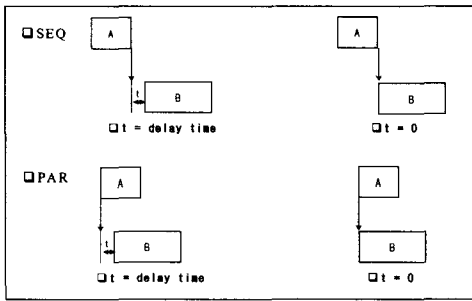 ❑SEQ
A
A
t
B
B
❑t = delay time
❑t = 0
❑PAR
A
A
t
B
B
❑t = delay time
❑t = 0